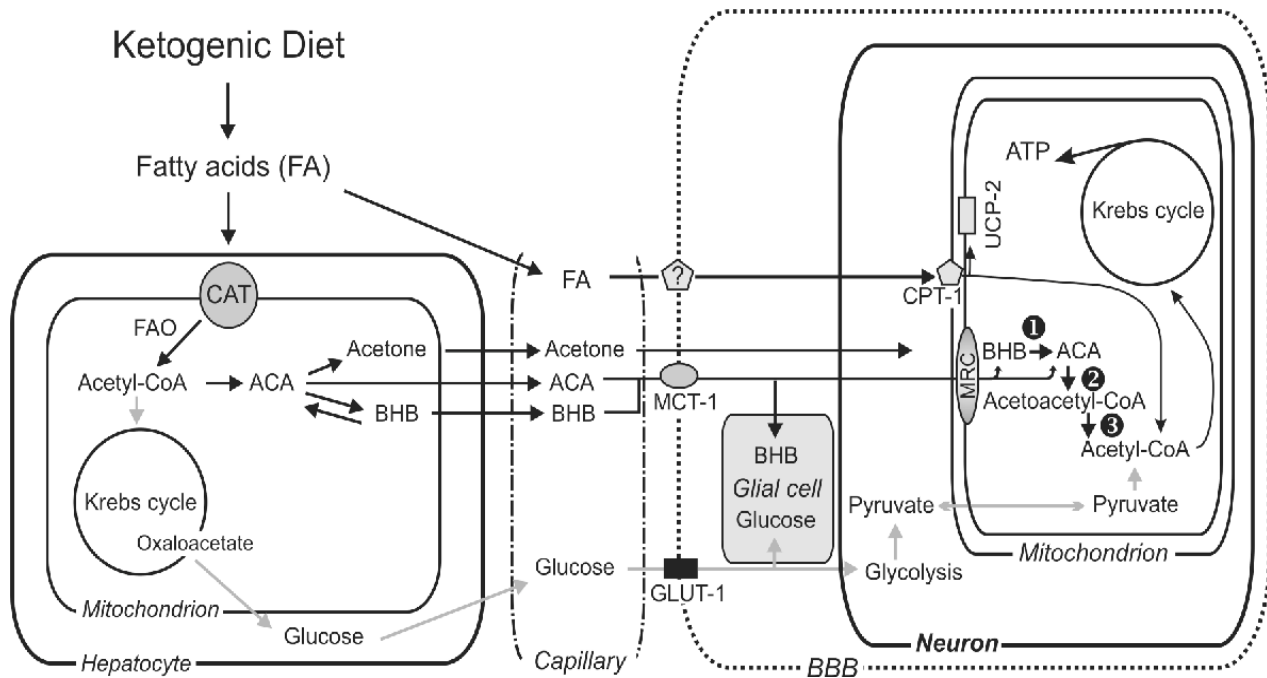 Ketogenic Diet
Fatty acids (FA)
CAT
FAO
Acetyl-CoA
ACA
Acetone
BHB
Krebs cycle
Oxaloacetate
Mitochondrion
Glucose
Hepatocyte
FA
Acetone
ACA
BHB
Glucose
Capillary
?
MCT-1
GLUT-1
BHB
Glial cell
Glucose
BBB
ATP
Krebs cycle
UCP-2
CPT-1
MRC
1
BHB
ACA
2
Acetoacetyl-CoA
3
Acetyl-CoA
Pyruvate
Pyruvate
Glycolysis
Mitochondrion
Neuron